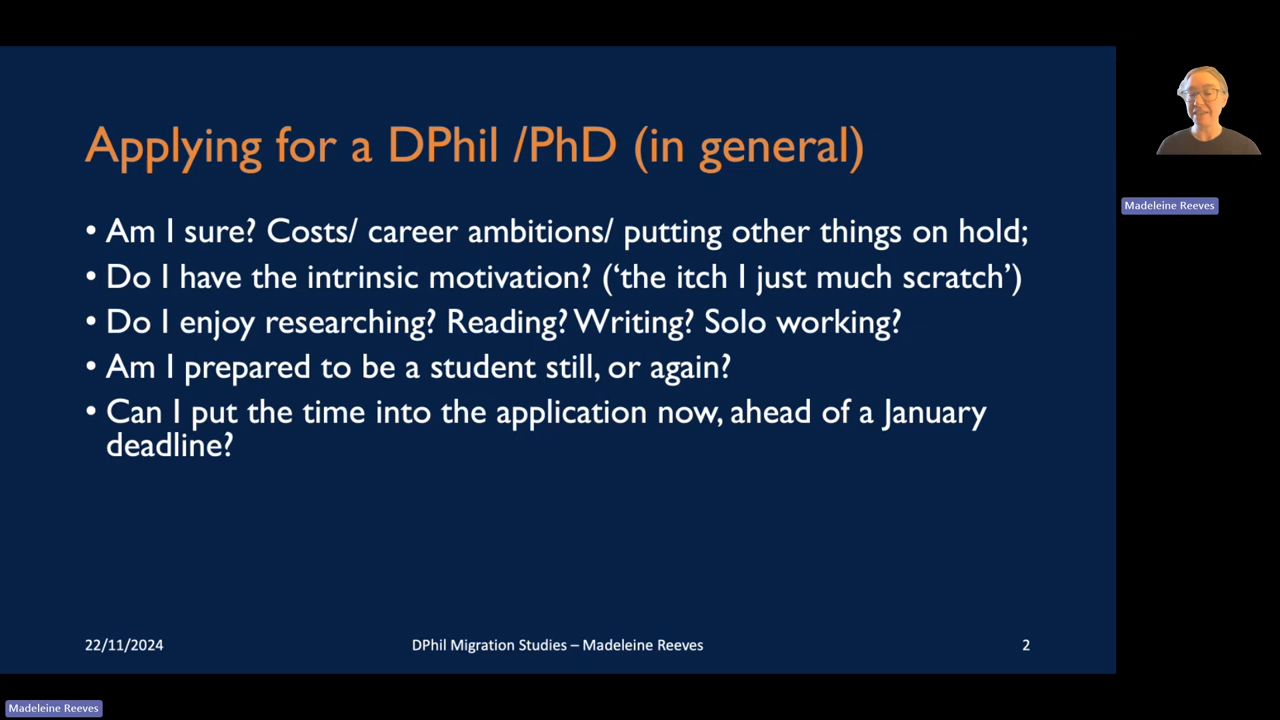 Applying for a DPhil /PhD (in general)
• Am I sure? Costs/ career ambitions/ putting other things on hold;
• Do I have the intrinsic motivation? (‘the itch I just much scratch’)
• Do I enjoy researching? Reading? Writing? Solo working?
• Am I prepared to be a student still, or again?
• Can I put the time into the application now, ahead of a January
deadline?
22/11/2024
DPhil Migration Studies – Madeleine Reeves
2
Madeleine Reeves
Madeleine Reeves